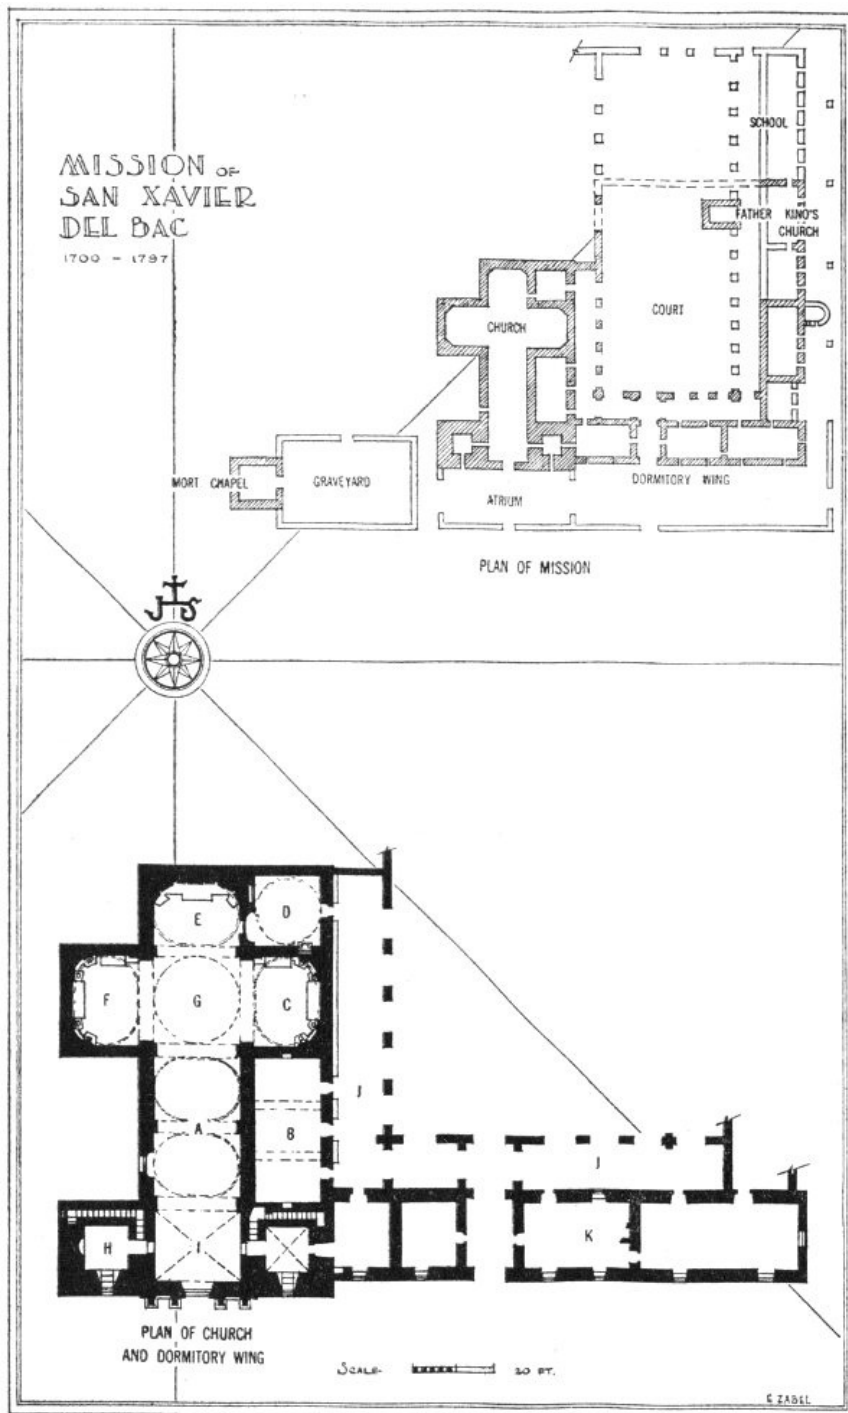 MISSION OF
SAN XAVIER
DEL BAC
1700 - 1797
SCHOOL
FATHER KINO'S
CHURCH
CHURCH
COURT
MORT CHAPEL
GRAVEYARD
DORMITORY WING
ATRIUM
PLAN OF MISSION
J S
E
D
F
G
C
A
B
J
J
H
I
K
PLAN OF CHURCH
AND DORMITORY WING
SCALE 20 FT.
E ZABEL